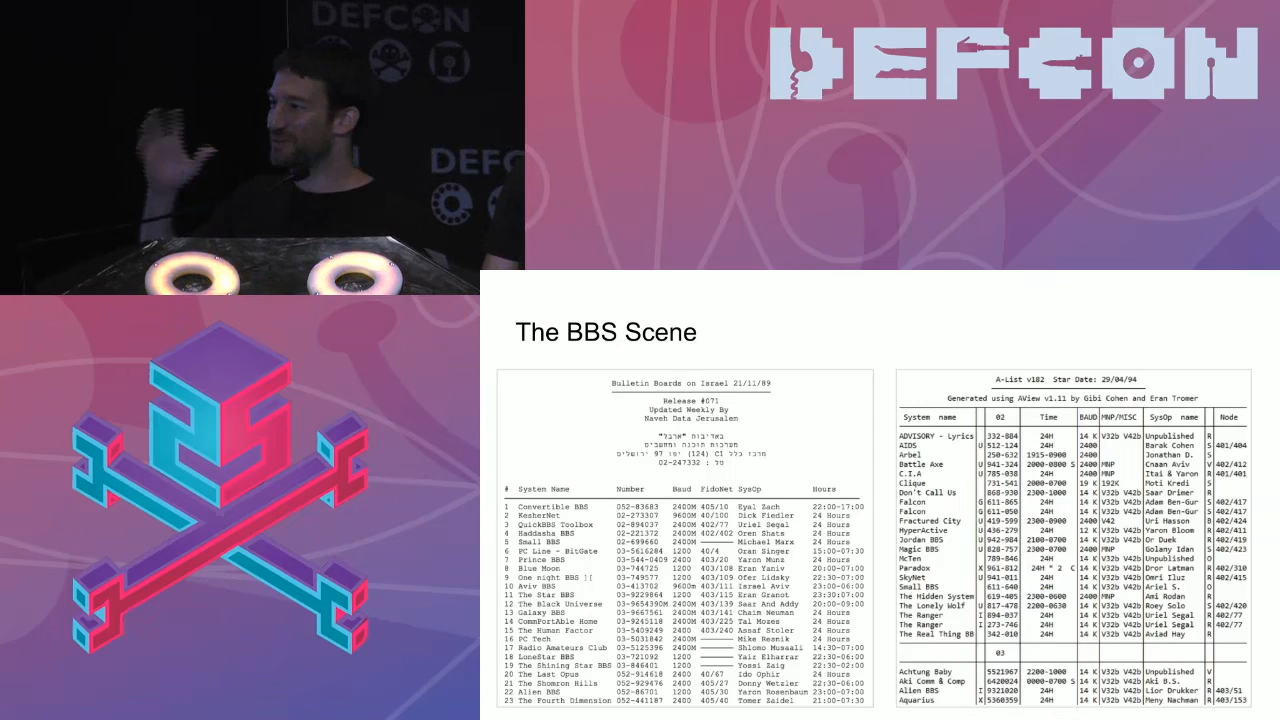 DEFCON
DEFC
DEFCON
The BBS Scene
Bulletin Boards on Israel 21/11/89
Release #071
Updated Weekly By
Naveh Data Jerusalem
באדיבות "ארבל"
מערכות תוכנה ומחשבים
מרכז כלל C1 (124) יפו 97 ירושלים
טל : 02-247332
# System Name Number Baud FidoNet SysOp Hours
1 Convertible BBS 052-83683 2400M 405/10 Eyal Zach 22:00-17:00
2 KesherNet 02-273307 9600M 40/100 Dick Fiedler 24 Hours
3 QuickBBS Toolbox 02-894037 2400M 402/77 Uriel Segal 24 Hours
4 Haddasha BBS 02-221372 2400M 402/402 Oren Shats 24 Hours
5 Small BBS 02-699660 2400M Michael Marx 24 Hours
6 PC Line - BitGate 03-5616284 1200 40/4 Oran Singer 15:00-07:30
7 Prince BBS 03-544-0409 2400 403/20 Yaron Munz 24 Hours
8 Blue Moon 03-744725 1200 403/108 Eran Yaniv 20:00-07:00
9 One night BBS ][ 03-749577 1200 403/109 Ofer Lidsky 22:30-07:00
10 Aviv BBS 03-413702 9600m 403/111 Aviv Estrin 23:00-06:00
11 The Star BBS 03-9229864 1200 403/115 Eran Granot 23:30:07:00
12 The Black Universe 03-9654390M 2400M 403/139 Saar And Addy 20:00-09:00
13 Galaxy BBS 03-9667561 2400M 403/141 Chaim Neuman 24 Hours
14 CommPortAble Home 03-9245118 2400M 403/225 Tal Mozes 24 Hours
15 The Human Factor 03-5409249 2400 403/240 Assaf Stoler 24 Hours
16 PC Tech 03-5031842 2400M Mike Resnik 24 Hours
17 Radio Amateurs Club 03-5125396 2400M Shlomo Musaali 14:30-07:00
18 LoneStar BBS 03-721092 1200 Yair Elharrar 22:30-06:00
19 The Shining Star BBS 03-846401 1200 Yossi Zaig 22:30-02:00
20 The Last Opus 052-914618 2400 40/67 Ido Ophir 24 Hours
21 The Shomron Hills 052-929476 2400 405/27 Donny Wetzler 22:30-06:00
22 Alien BBS 052-86701 1200 405/30 Yaron Rosenbaum 23:00-07:00
23 The Fourth Dimension 052-441187 2400 405/40 Tomer Zaidel 21:00-07:30
A-List v182 Star Date: 29/04/94
Generated using AView v1.11 by Gibi Cohen and Eran Tromer
System name 02 Time BAUD MNP/MISC SysOp name Node
ADVISORY - Lyrics 332-884 24H 14 K V32b V42b Unpublished R
AIDS U 512-124 24H 2400 Barak Cohen S 401/404
Arbel 250-632 1915-0900 2400 Jonathan D. S
Battle Axe U 941-324 2000-0800 S 2400 MNP Cnaan Aviv V 402/412
C.I.A U 785-038 24H 14 K V32b V42b Itai & Yaron R 401/401
Clique 731-541 2000-0700 19 K 192K Moti Kredi S
Don't Call Us 868-930 2300-1000 14 K V32b V42b Saar Drimer R
Falcon G 611-865 24H 14 K V32b V42b Adam Ben-Gur S 402/417
Falcon G 611-050 24H 14 K V32b V42b Adam Ben-Gur S 402/417
Fractured City U 419-599 2300-0900 2400 V42 Uri Hasson B 402/424
HyperActive U 436-279 24H 12 K V32b V42b Yaron Bloom R 402/411
Jordan BBS U 942-984 2100-0700 14 K V32b V42b Or Duek R 402/419
Magic BBS U 828-757 2300-0700 2400 MNP Golany Idan S 402/423
McTen 789-846 24H 14 K V32b V42b Unpublished O
Paradox X 961-812 24H * 2 C 14 K V32b V42b Dror Latman R 402/310
SkyNet U 941-011 24H 14 K V32b V42b Omri Iluz R 402/415
Small BBS 611-640 24H 14 K V32b V42b Ariel S. R
The Hidden System 619-405 2300-0600 2400 MNP Ami Rodan R
The Lonely Wolf U 817-478 2200-0630 14 K V32b V42b Roey Solo S 402/420
The Ranger I 894-037 24H 14 K V32b V42b Uriel Segal R 402/77
The Ranger I 273-746 24H 14 K V32b V42b Uriel Segal R 402/77
The Real Thing BB 342-010 24H 14 K V32b V42b Aviad Hay R
03
Achtung Baby 5521967 2200-1000 14 K V32b V42b Unpublished V
Aki Comm & Comp 6420024 0000-0700 S 14 K V32b V42b Aki B.S. R
Alien BBS I 9321020 24H 14 K V32b V42b Lior Drukker R 403/51
Aquarius X 5360359 24H 14 K V32b V42b Meny Nachman R 403/153